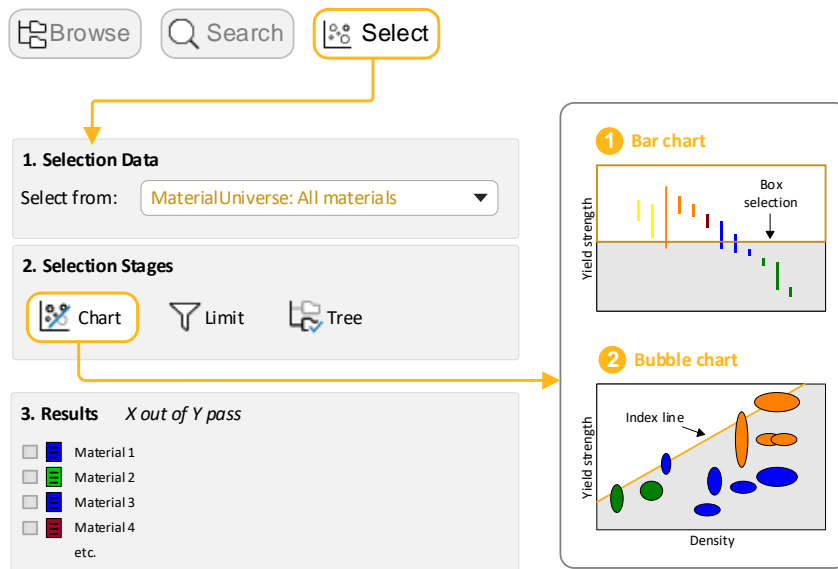 Browse
Search
Select
1. Selection Data
Select from:
MaterialUniverse: All materials
2. Selection Stages
Chart
Limit
Tree
3. Results X out of Y pass
Material 1
Material 2
Material 3
Material 4
etc.
1 Bar chart
Yield strength
Box
selection
2 Bubble chart
Yield strength
Index line
Density